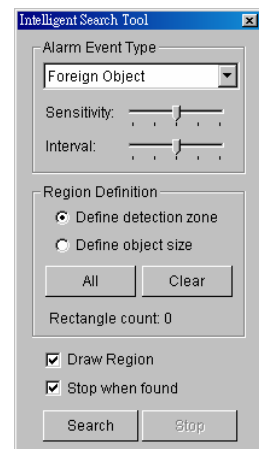 Intelligent Search Tool
Alarm Event Type
Foreign Object
Sensitivity:
Interval:
Region Definition
Define detection zone
Define object size
All Clear
Rectangle count: 0
Draw Region
Stop when found
Search Stop